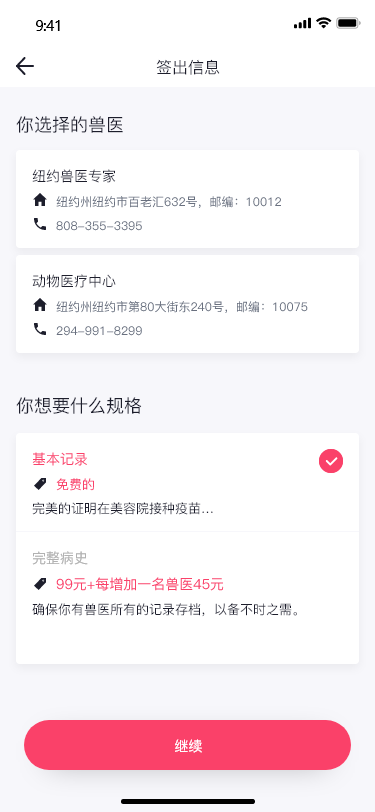 9:41
签出信息
你选择的兽医
纽约兽医专家
纽约州纽约市百老汇632号，邮编：10012
808-355-3395
动物医疗中心
纽约州纽约市第80大街东240号，邮编：10075
294-991-8299
你想要什么规格
基本记录
免费的
完美的证明在美容院接种疫苗...
完整病史
99元+每增加一名兽医45元
确保你有兽医所有的记录存档，以备不时之需。
继续